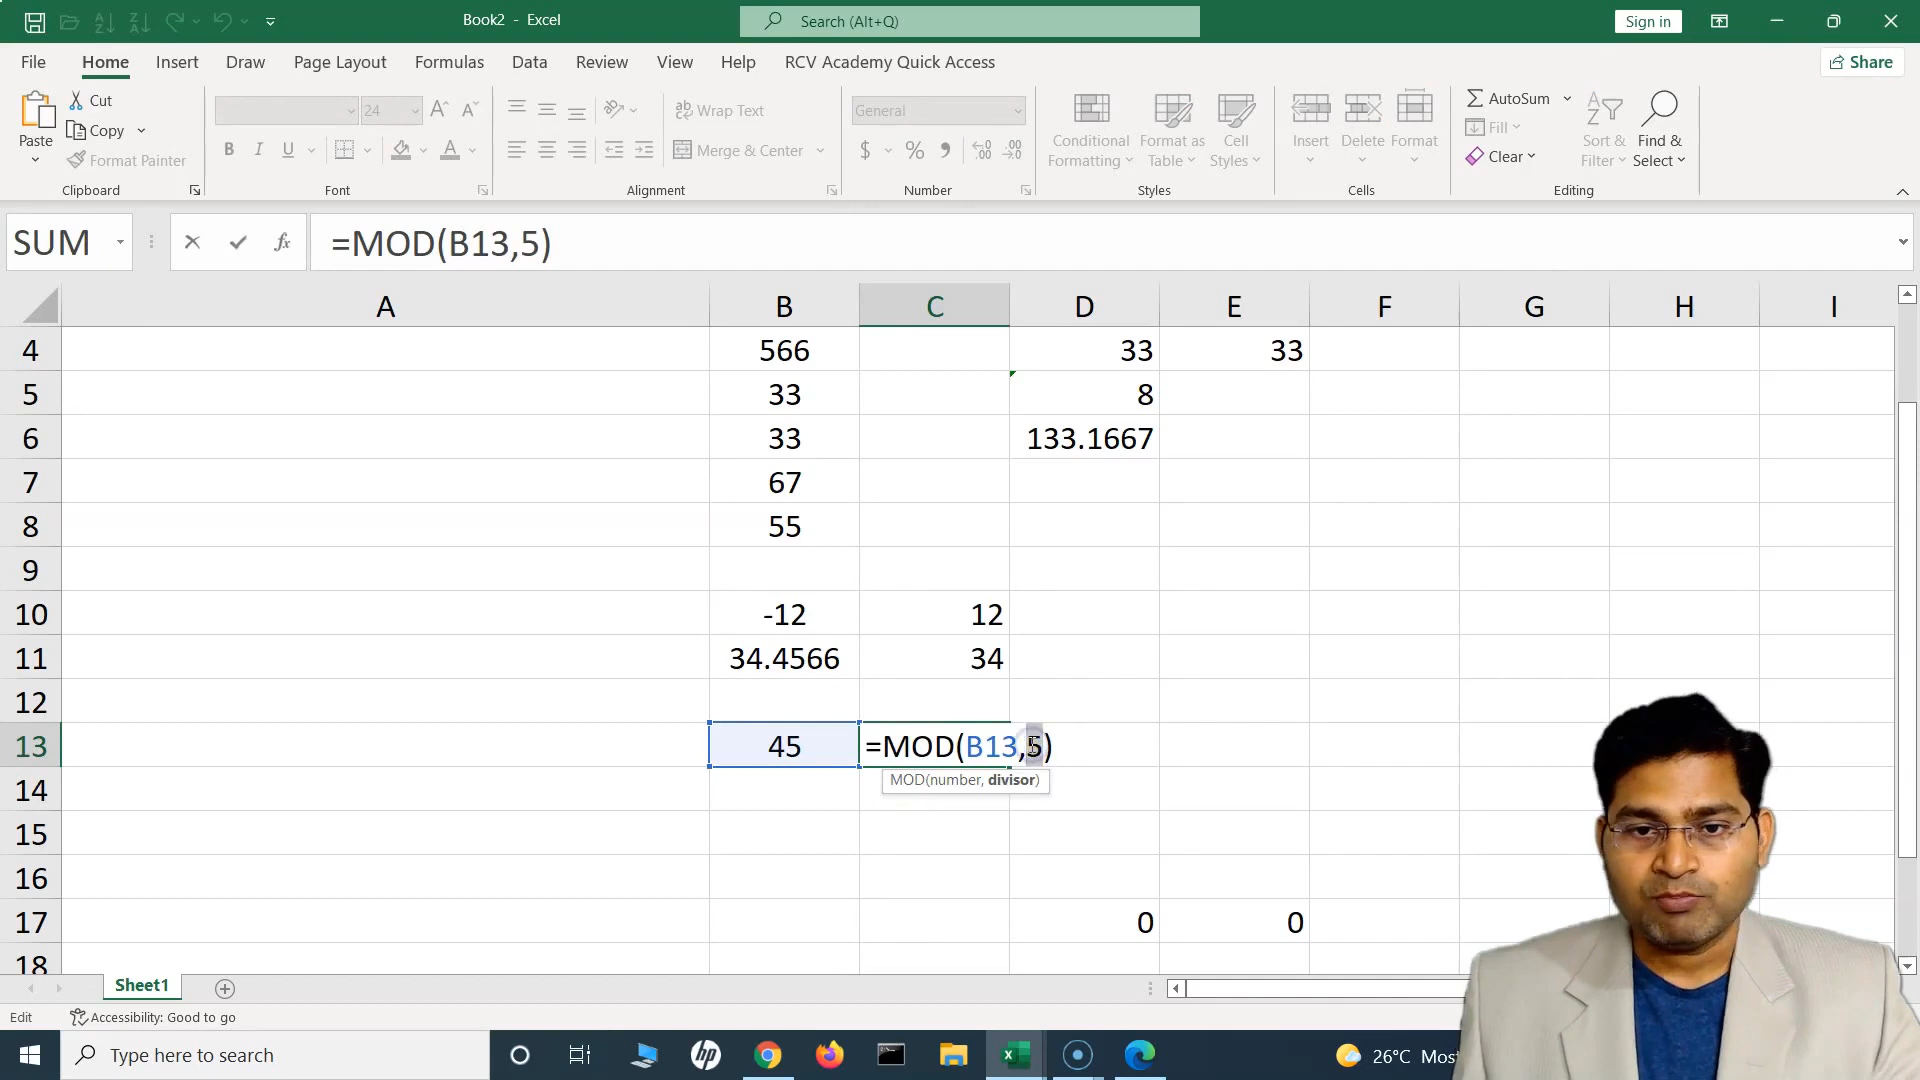 Book2 - Excel
Search (Alt+Q)
Sign in
File Home Insert Draw Page Layout Formulas Data Review View Help RCV Academy Quick Access
Share
Paste
Cut
Copy
Format Painter
Clipboard
24
B I U
Font
Wrap Text
Merge & Center
Alignment
General
$ % 9
Number
Conditional Formatting
Format as Table
Cell Styles
Styles
Insert Delete Format
Cells
AutoSum
Fill
Clear
Sort & Filter
Find & Select
Editing
SUM
fx
=MOD(B13,5)
A B C D E F G H I
4 566 33 33
5 33 8
6 33 133.1667
7 67
8 55
9
10 -12 12
11 34.4566 34
12
13 45 =MOD(B13,5)
MOD(number, divisor)
14
15
16
17 0 0
18
Sheet1
Edit
Accessibility: Good to go
Type here to search
hp
26°C